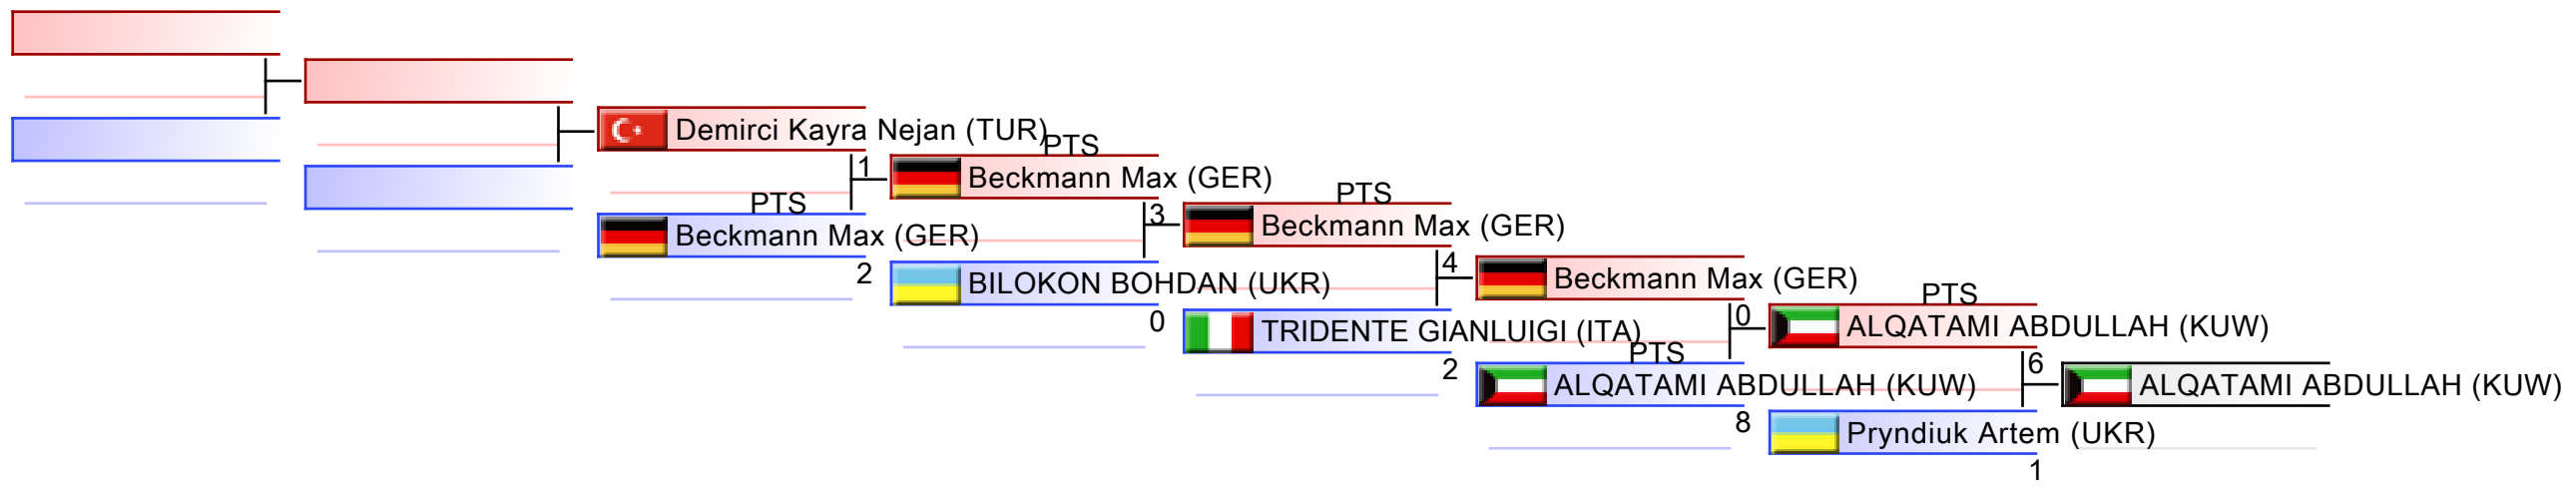 Demirci Kayra Nejan (TUR)
1
PTS
Beckmann Max (GER)
2
PTS
Beckmann Max (GER)
3
BILOKON BOHDAN (UKR)
0
PTS
Beckmann Max (GER)
4
TRIDENTE GIANLUIGI (ITA)
2
Beckmann Max (GER)
0
PTS
ALQATAMI ABDULLAH (KUW)
8
PTS
ALQATAMI ABDULLAH (KUW)
6
Pryndiuk Artem (UKR)
1
ALQATAMI ABDULLAH (KUW)